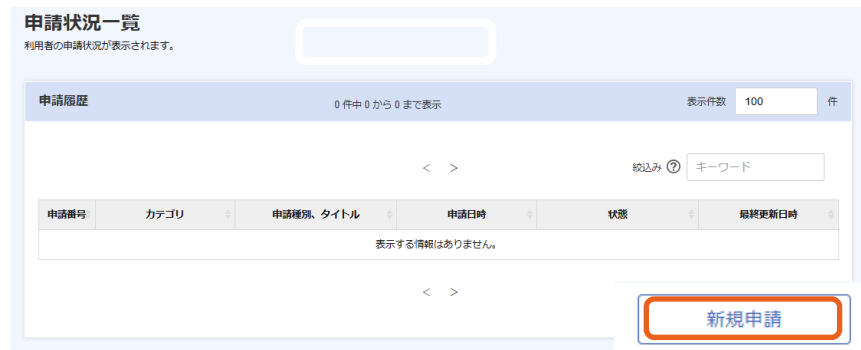 申請状況一覧
利用者の申請状況が表示されます。
申請履歴 0 件中 0 から 0 まで表示 表示件数 100 件
< > 絞込み ? キーワード
申請番号 カテゴリ 申請種別、タイトル 申請日時 状態 最終更新日時
表示する情報はありません。
< >
新規申請